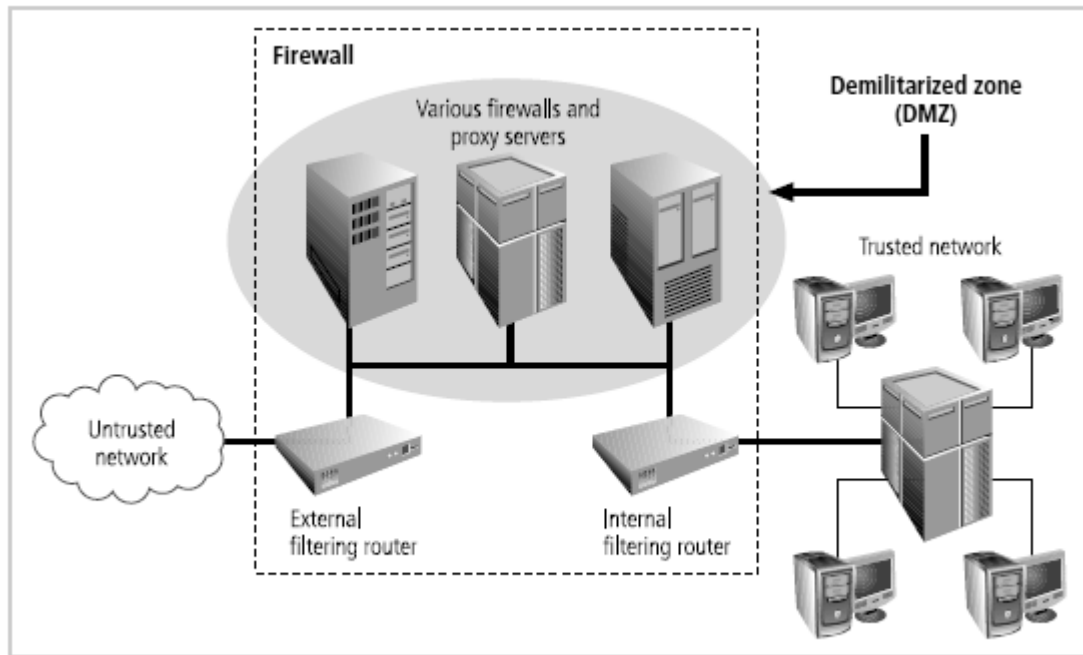 Firewall
Various firewalls and
proxy servers
Demilitarized zone
(DMZ)
Trusted network
Untrusted
network
External
filtering router
Internal
filtering router